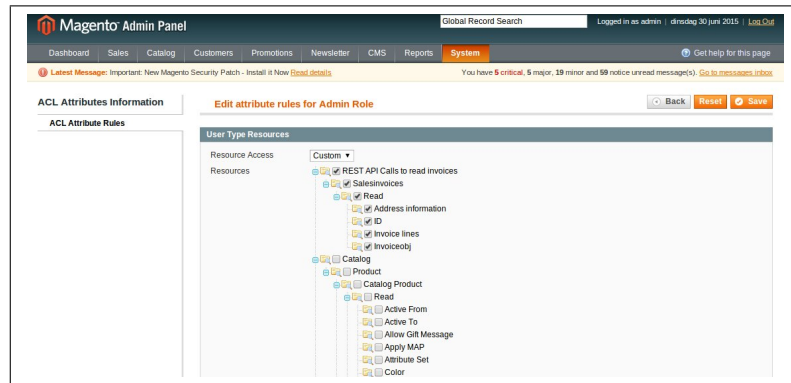 Magento Admin Panel
Global Record Search
Logged in as admin | dinsdag 30 juni 2015 | Log Out
Dashboard Sales Catalog Customers Promotions Newsletter CMS Reports System Get help for this page
Latest Message: Important: New Magento Security Patch - Install it Now Read details You have 5 critical, 5 major, 19 minor and 59 notice unread message(s). Go to messages inbox
ACL Attributes Information
ACL Attribute Rules
Edit attribute rules for Admin Role
Back Reset Save
User Type Resources
Resource Access Custom
Resources
REST API Calls to read invoices
Salesinvoices
Read
Address information
ID
Invoice lines
Invoiceobj
Catalog
Product
Catalog Product
Read
Active From
Active To
Allow Gift Message
Apply MAP
Attribute Set
Color